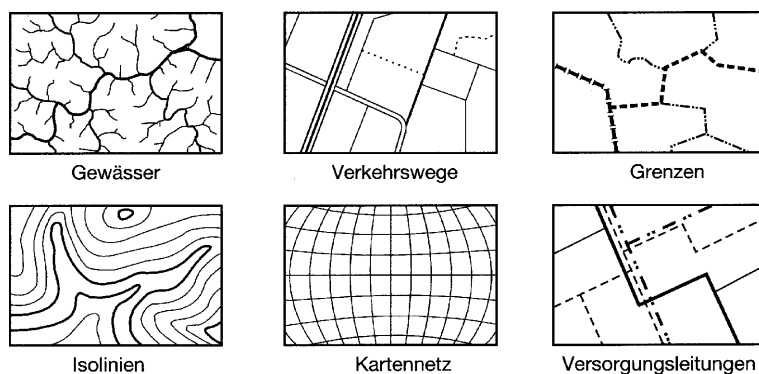 Gewässer
Verkehrswege
Grenzen
Isolinien
Kartennetz
Versorgungsleitungen